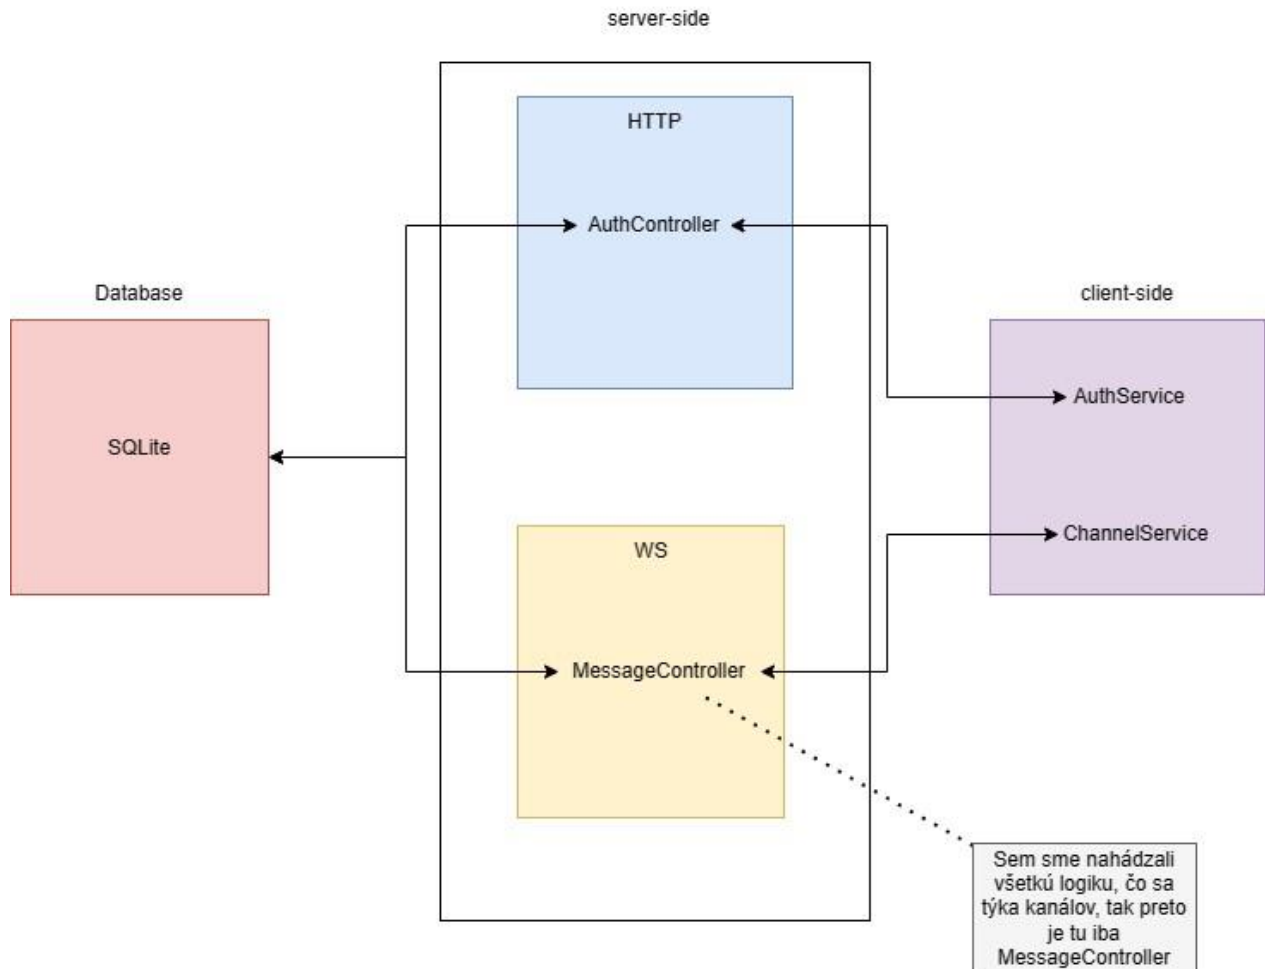 server-side
HTTP
AuthController
Database
client-side
SQLite
AuthService
ChannelService
WS
MessageController
Sem sme nahádzali
všetkú logiku, čo sa
týka kanálov, tak preto
je tu iba
MessageController